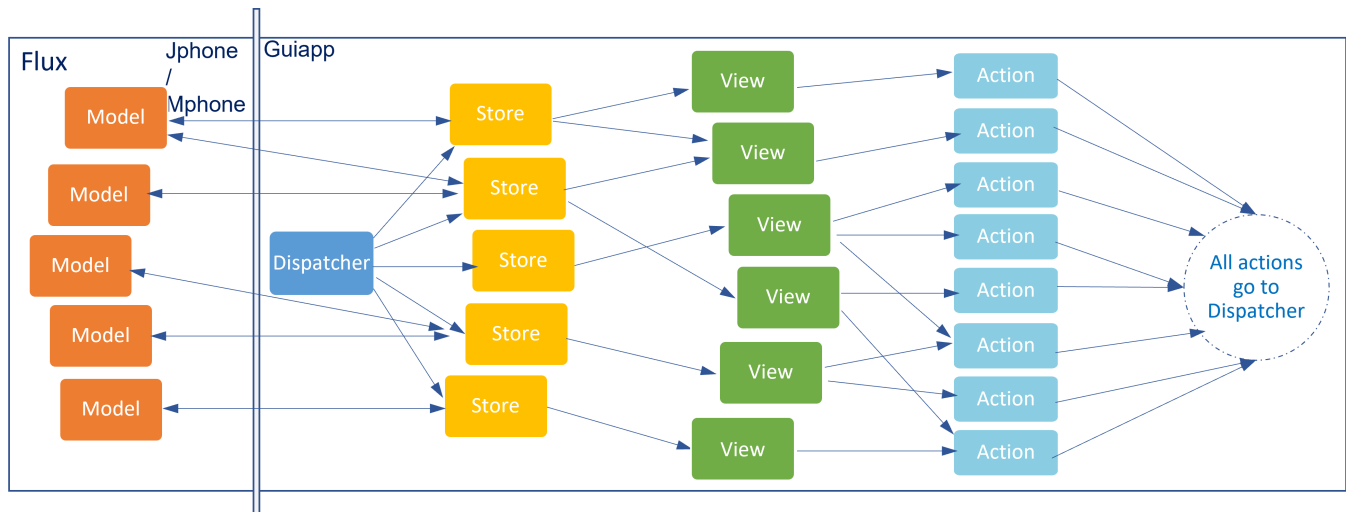 Flux
Jphone
/
Mphone
Guiapp
Model
Model
Model
Model
Model
Dispatcher
Store
Store
Store
Store
Store
View
View
View
View
View
View
Action
Action
Action
Action
Action
Action
Action
Action
All actions
go to
Dispatcher